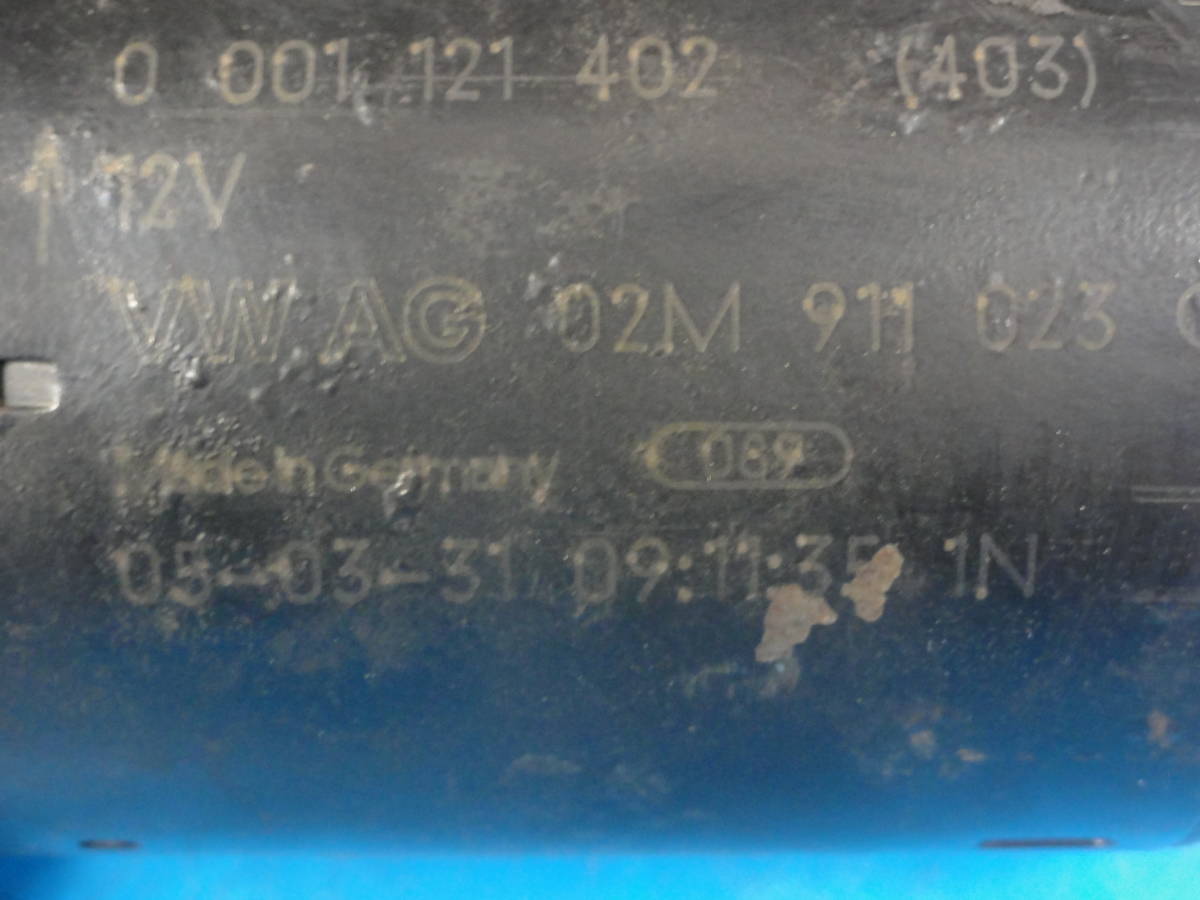 0 001 121 402 (403)
12V
VW AG 02M 911 023
Made in Germany 089
05-03-31 09:11:35 1N